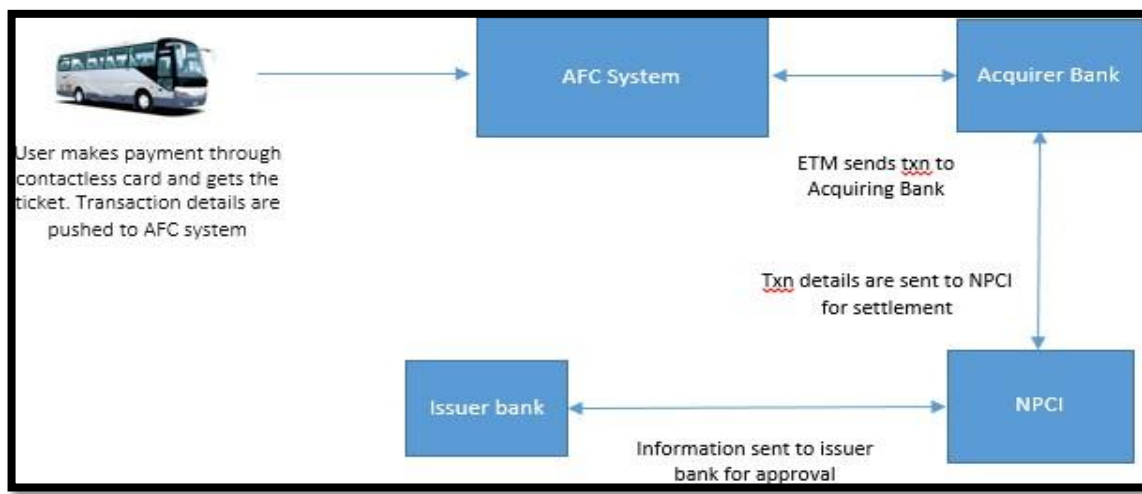 AFC System
Acquirer Bank
User makes payment through
contactless card and gets the
ticket. Transaction details are
pushed to AFC system
ETM sends txn to
Acquiring Bank
Txn details are sent to NPCI
for settlement
Issuer bank
NPCI
Information sent to issuer
bank for approval